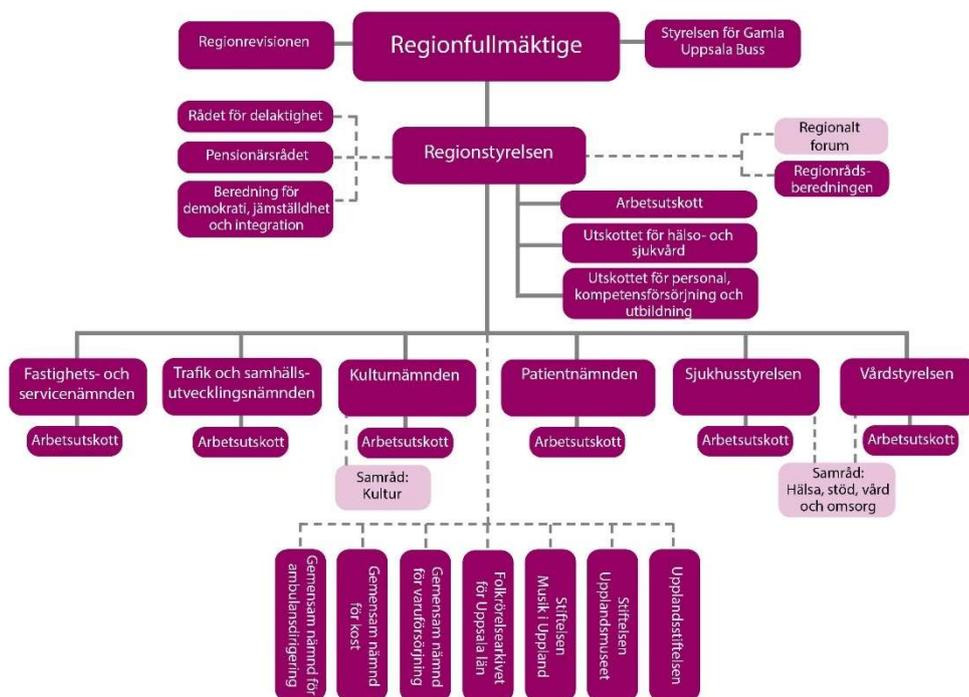 Regionrevisionen
Regionfullmäktige
Styrelsen för Gamla
Uppsala Buss
Rådet för delaktighet
Pensionärsrådet
Beredning för
demokrati, jämställdhet
och integration
Regionstyrelsen
Regionalt
forum
Regionråds-
beredningen
Arbetsutskott
Utskottet för hälso- och
sjukvård
Utskottet för personal,
kompetensförsörjning och
utbildning
Fastighets- och
servicenämnden
Arbetsutskott
Trafik och samhälls-
utvecklingsnämnden
Arbetsutskott
Kulturnämnden
Arbetsutskott
Samråd:
Kultur
Patientnämnden
Arbetsutskott
Sjukhusstyrelsen
Arbetsutskott
Vårdstyrelsen
Arbetsutskott
Samråd:
Hälsa, stöd, vård
och omsorg
Gemensam nämnd för
ambulansdirigering
Gemensam nämnd
för kost
Gemensam nämnd
för varuförsörjning
Folkrörelsearkivet
för Uppsala län
Stiftelsen
Musik i Uppland
Stiftelsen
Upplandsmuseet
Upplandsstiftelsen